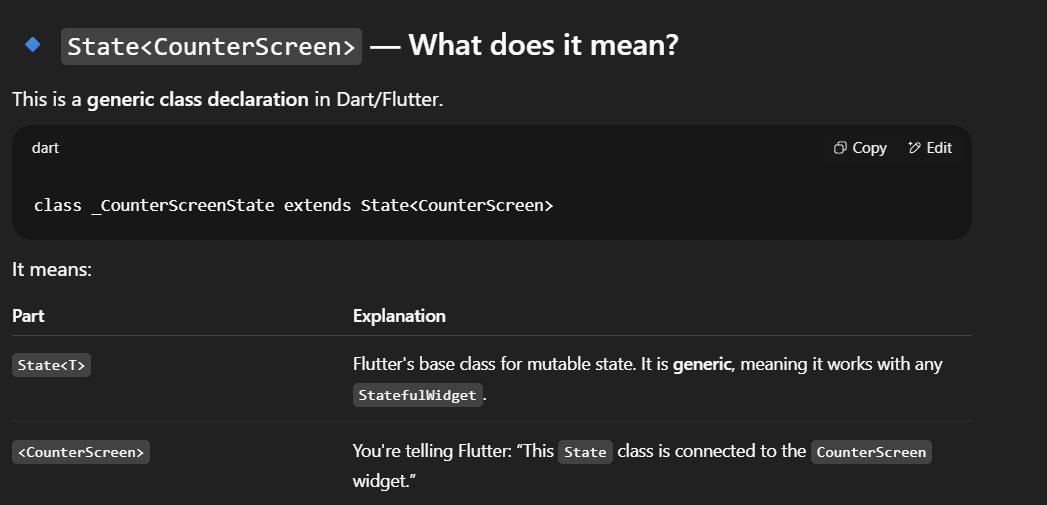 State<CounterScreen> — What does it mean?
This is a generic class declaration in Dart/Flutter.
dart
Copy
Edit
class _CounterScreenState extends State<CounterScreen>
It means:
Part
Explanation
State<T>
Flutter's base class for mutable state. It is generic, meaning it works with any
StatefulWidget.
<CounterScreen>
You're telling Flutter: “This State class is connected to the CounterScreen
widget.”